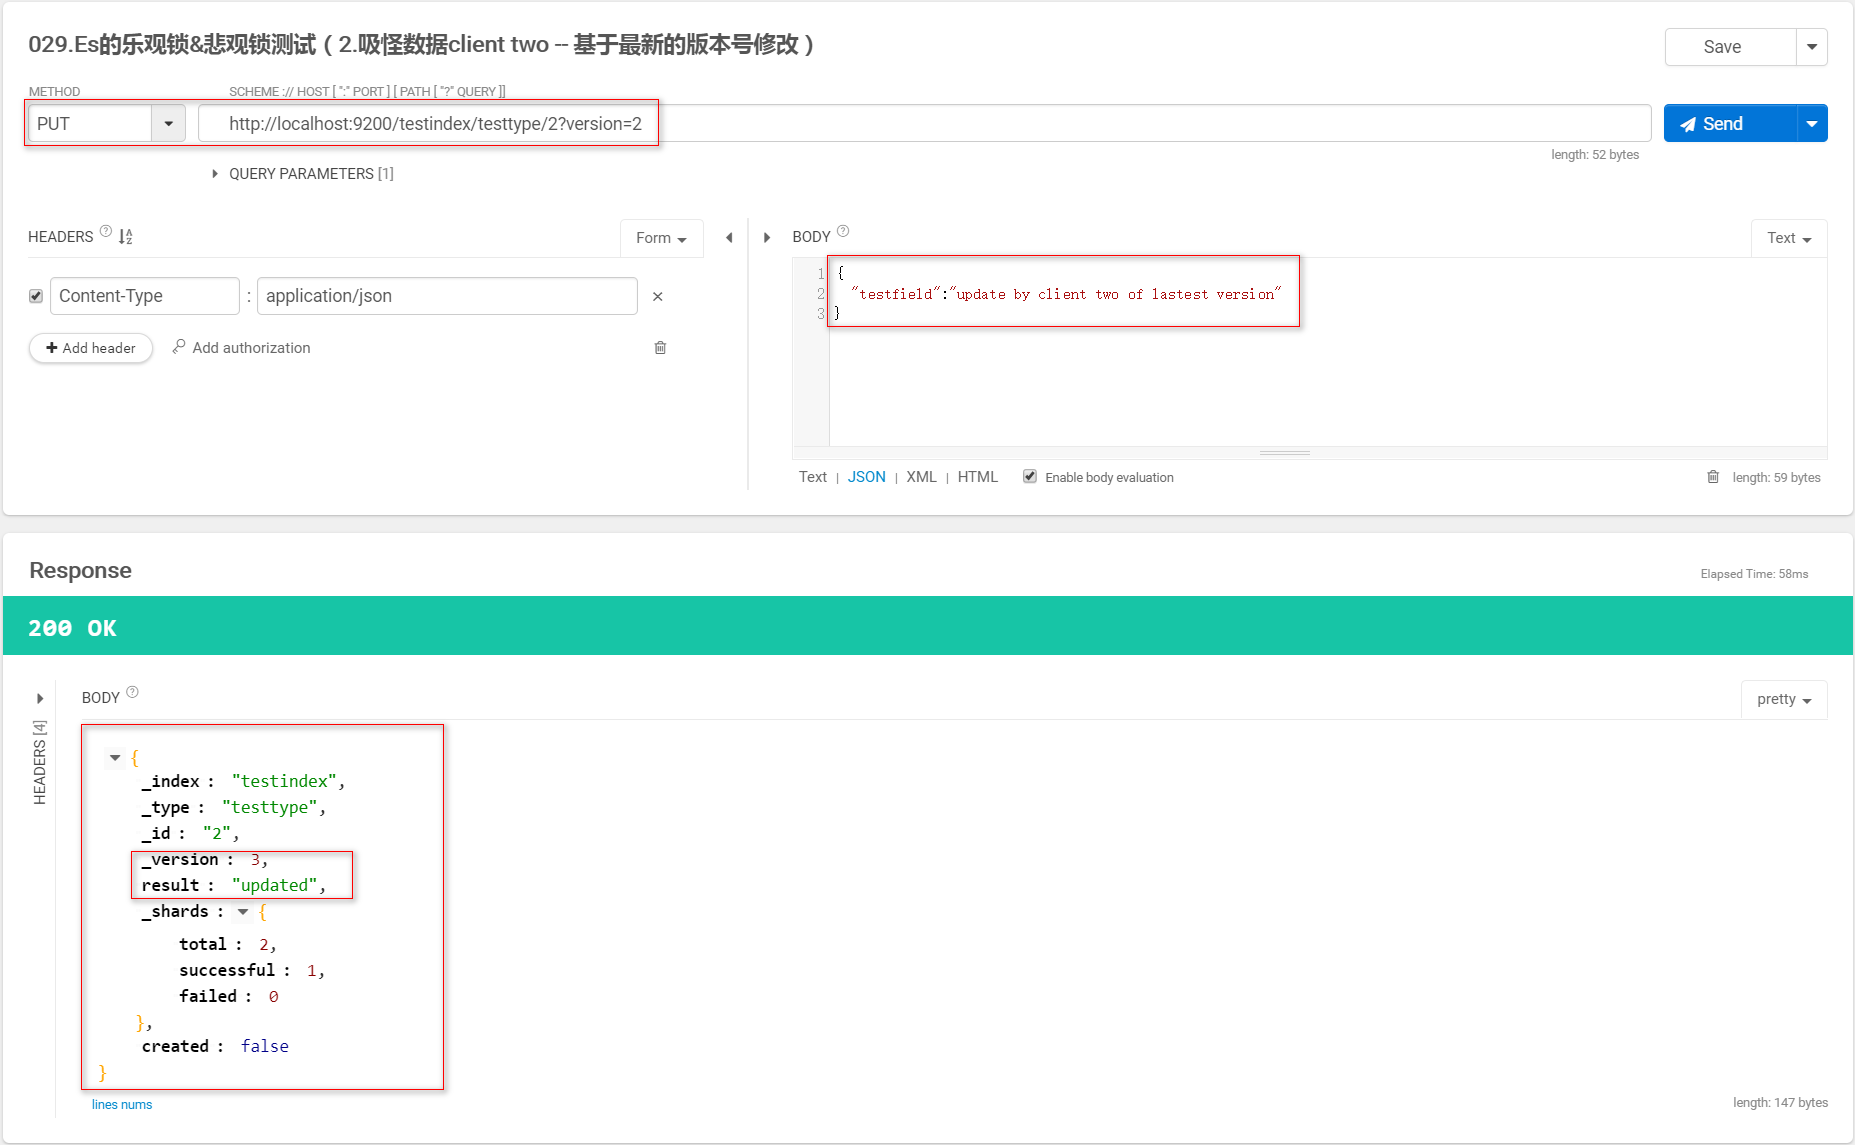 029.Es的乐观锁&悲观锁测试（2.吸怪数据client two -- 基于最新的版本号修改）
Save
METHOD
SCHEME :// HOST [ ":" PORT ] [ PATH [ "?" QUERY ]]
PUT
http://localhost:9200/testindex/testtype/2?version=2
Send
length: 52 bytes
QUERY PARAMETERS [1]
HEADERS ?
Form
BODY ?
Text
Content-Type : application/json ×
Add header
Add authorization
1 {
2 "testfield":"update by client two of lastest version"
3 }
Text | JSON | XML | HTML
Enable body evaluation
length: 59 bytes
Response
Elapsed Time: 58ms
200 OK
HEADERS [4]
BODY ?
pretty
{
_index : "testindex",
_type : "testtype",
_id : "2",
_version : 3,
result : "updated",
_shards : {
total : 2,
successful : 1,
failed : 0
},
created : false
}
lines nums
length: 147 bytes